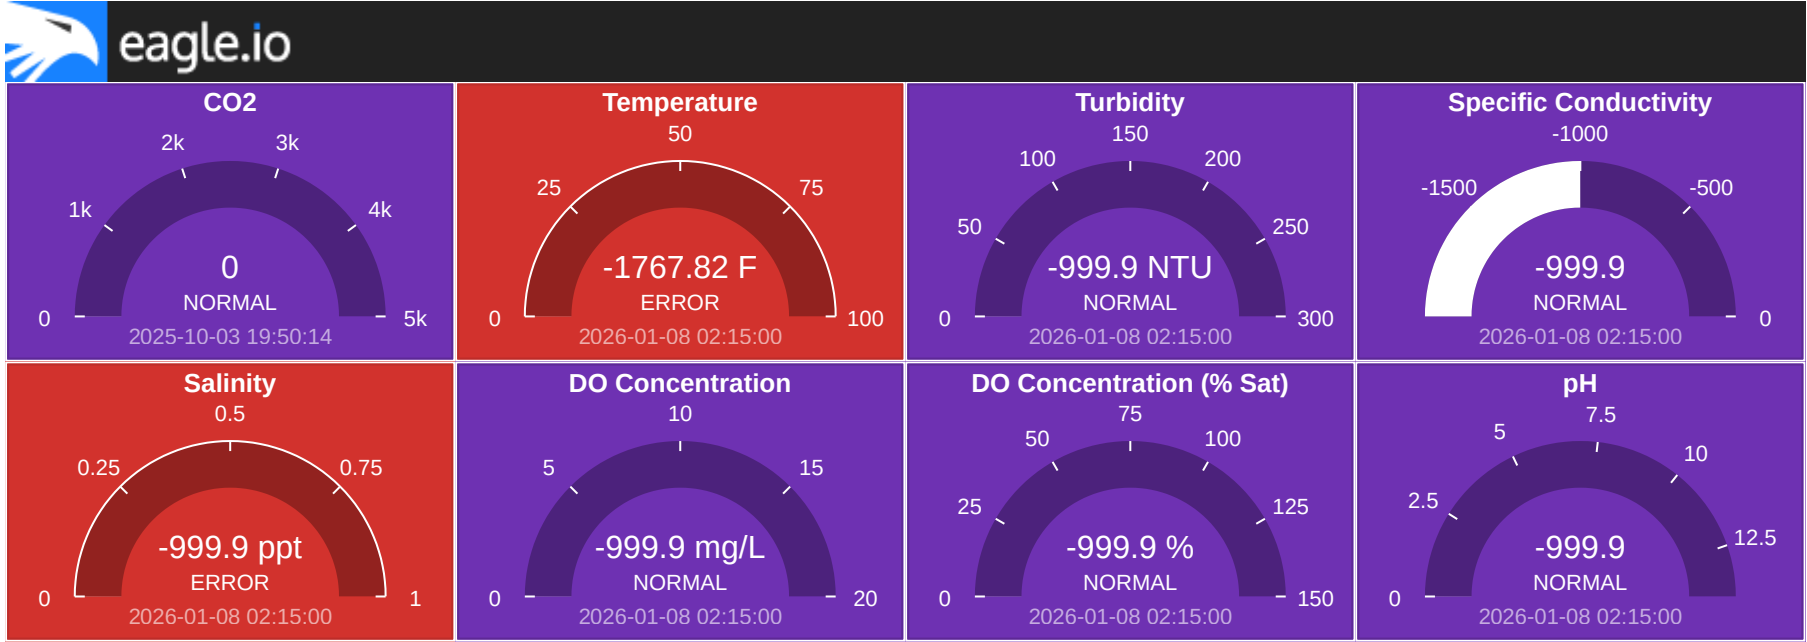 eagle.io
CO2
2k
3k
1k
4k
0
NORMAL
0
5k
2025-10-03 19:50:14
Temperature
50
25
75
-1767.82 F
ERROR
0
100
2026-01-08 02:15:00
Turbidity
150
100
200
50
250
-999.9 NTU
NORMAL
0
300
2026-01-08 02:15:00
Specific Conductivity
-1000
-1500
-500
-999.9
NORMAL
0
2026-01-08 02:15:00
Salinity
0.5
0.25
0.75
-999.9 ppt
ERROR
0
1
2026-01-08 02:15:00
DO Concentration
10
5
15
-999.9 mg/L
NORMAL
0
20
2026-01-08 02:15:00
DO Concentration (% Sat)
75
50
100
25
125
-999.9 %
NORMAL
0
150
2026-01-08 02:15:00
pH
7.5
5
10
2.5
12.5
-999.9
NORMAL
0
2026-01-08 02:15:00